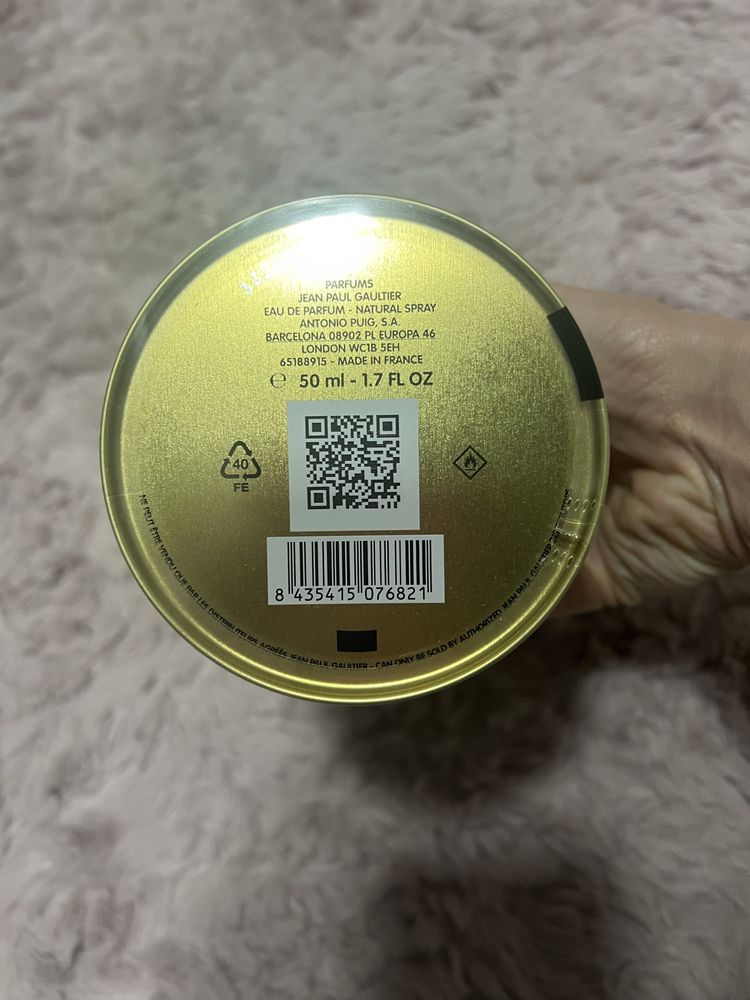 PARFUMS
JEAN PAUL GAULTIER
EAU DE PARFUM - NATURAL SPRAY
ANTONIO PUIG, S.A.
BARCELONA 08902 PL EUROPA 46
LONDON WC1B 5EH
65188915 - MADE IN FRANCE
℮ 50 ml - 1.7 FL OZ
40
FE
8 435415 076821
NE PEUT ÊTRE VENDU QUE PAR LES DISTRIBUTEURS AGRÉÉS JEAN PAUL GAULTIER - CAN ONLY BE SOLD BY AUTHORIZED JEAN PAUL